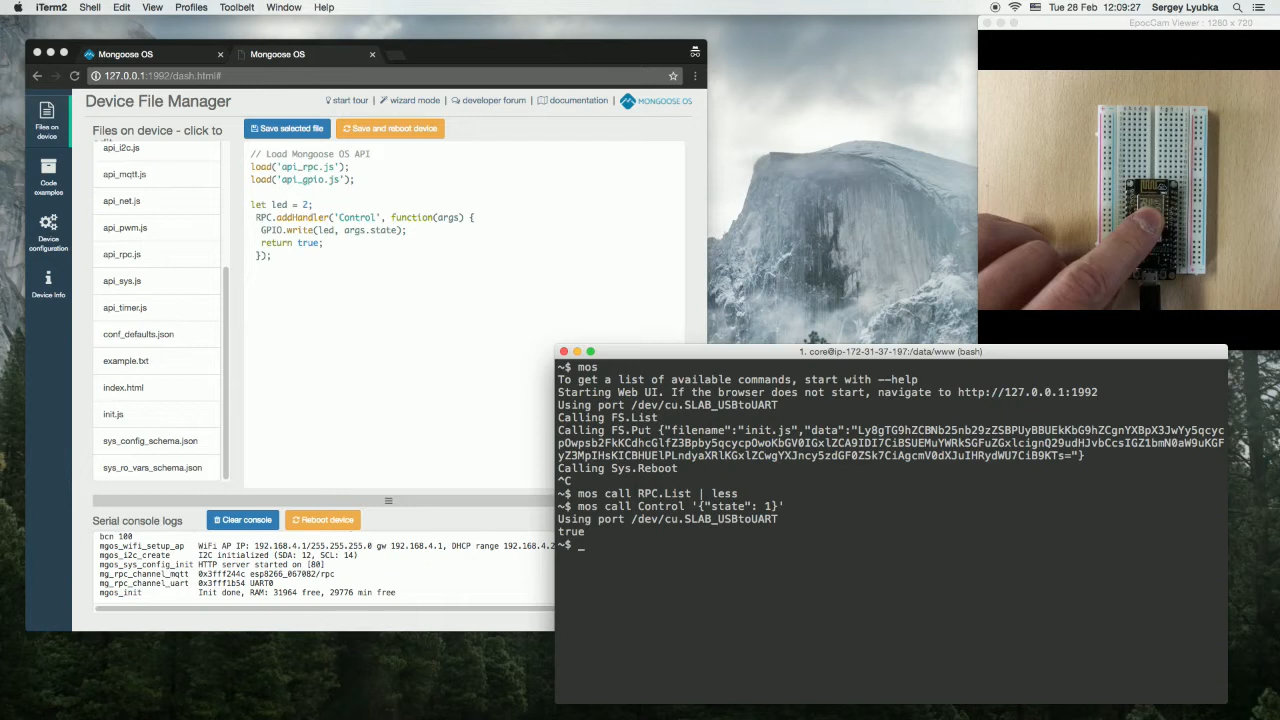 iTerm2 Shell Edit View Profiles Toolbelt Window Help
Tue 28 Feb 12:09:27 Sergey Lyubka
EpocCam Viewer: 1280 x 720
Mongoose OS
Mongoose OS
127.0.0.1:1992/dash.html#
Device File Manager
start tour | wizard mode | developer forum | documentation | MONGOOSE OS
Files on device
Code examples
Device configuration
Device Info
Files on device - click to
api_i2c.js
api_mqtt.js
api_net.js
api_pwm.js
api_rpc.js
api_sys.js
api_timer.js
conf_defaults.json
example.txt
index.html
init.js
sys_config_schema.json
sys_ro_vars_schema.json
Save selected file
Save and reboot device
// Load Mongoose OS API
load('api_rpc.js');
load('api_gpio.js');
let led = 2;
RPC.addHandler('Control', function(args) {
GPIO.write(led, args.state);
return true;
});
Serial console logs
Clear console
Reboot device
bcn 100
mgos_wifi_setup_ap WiFi AP IP: 192.168.4.1/255.255.255.0 gw 192.168.4.1, DHCP range 192.168.4.2
mgos_i2c_create I2C initialized (SDA: 12, SCL: 14)
mgos_sys_config_init HTTP server started on [80]
mg_rpc_channel_mqtt 0x3fff244c esp8266_067082/rpc
mg_rpc_channel_uart 0x3fff1b54 UART0
mgos_init Init done, RAM: 31964 free, 29776 min free
1. core@ip-172-31-37-197:/data/www (bash)
~$ mos
To get a list of available commands, start with --help
Starting Web UI. If the browser does not start, navigate to http://127.0.0.1:1992
Using port /dev/cu.SLAB_USBtoUART
Calling FS.List
Calling FS.Put {"filename":"init.js","data":"Ly8gTG9hZCBNb25nb29zZSBPUyBBUEkKbG9hZCgnYXBpX3JwYy5qcyc
pOwpsb2FkKCdhcGlfZ3Bpby5qcycpOwoKbGV0IGxlZCA9IDI7CiBSUEMuYWRkSGFuZGxlcignQ29udHJvbCcsIGZ1bmN0aW9uKGF
yZ3MpIHsKICBHUElPLndyaXRlKGxlZCwgYXJncy5zdGF0ZSk7CiAgcmV0dXJuIHRydWU7CiB9KTs="}
Calling Sys.Reboot
^C
~$ mos call RPC.List | less
~$ mos call Control '{"state": 1}'
Using port /dev/cu.SLAB_USBtoUART
true
~$ _